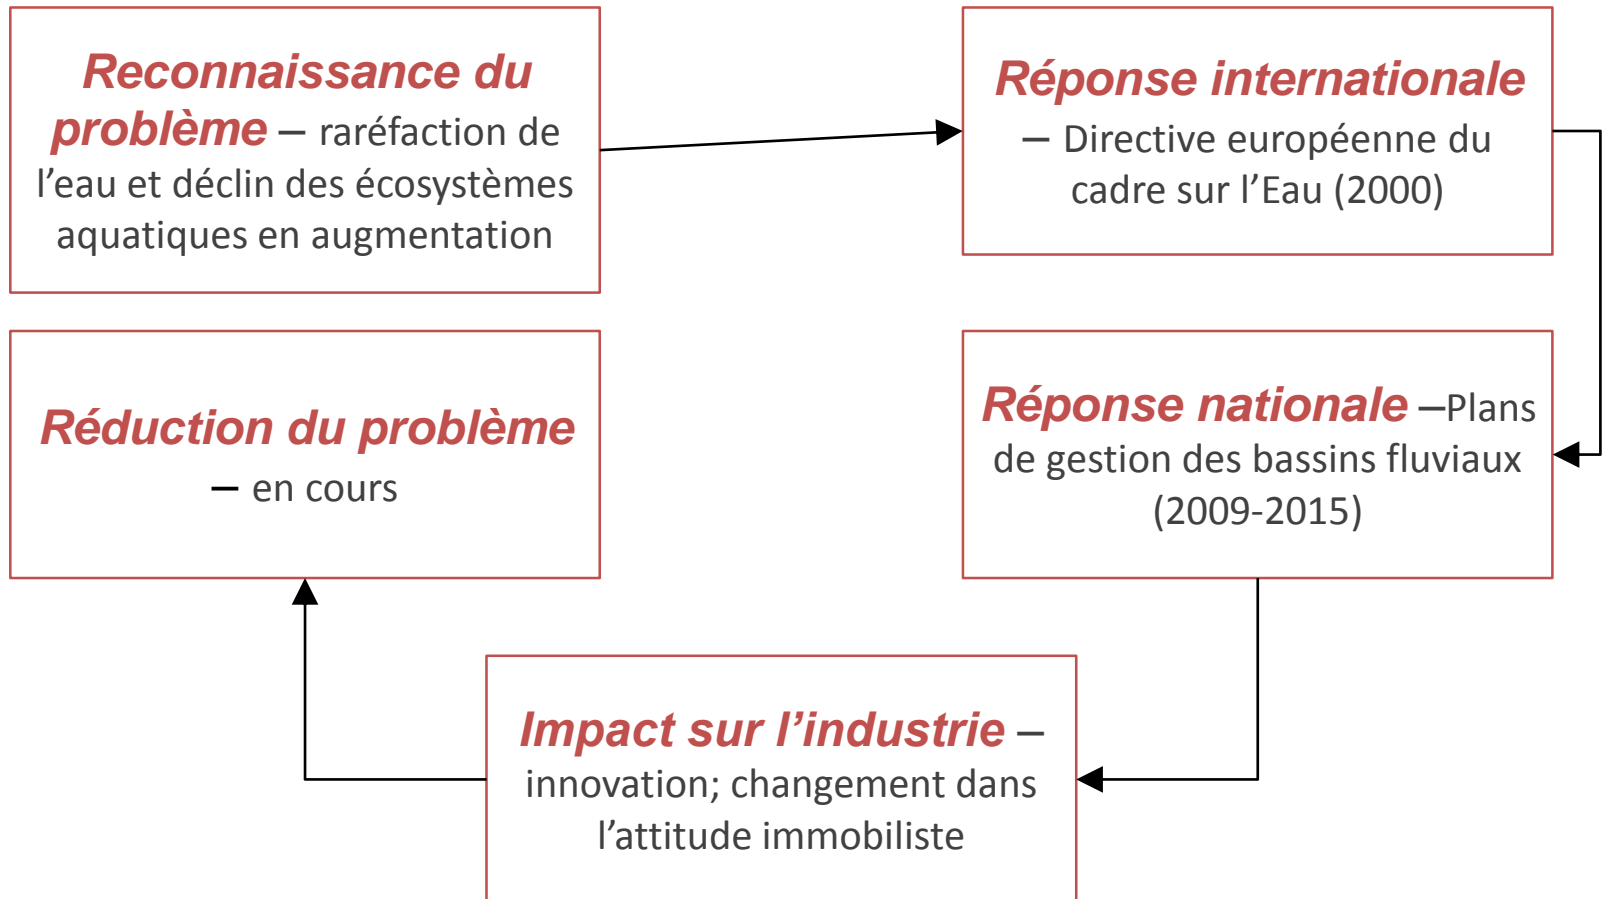 Reconnaissance du
problème – raréfaction de
l’eau et déclin des écosystèmes
aquatiques en augmentation
Réponse internationale
– Directive européenne du
cadre sur l’Eau (2000)
Réduction du problème
– en cours
Réponse nationale –Plans
de gestion des bassins fluviaux
(2009-2015)
Impact sur l’industrie –
innovation; changement dans
l’attitude immobiliste